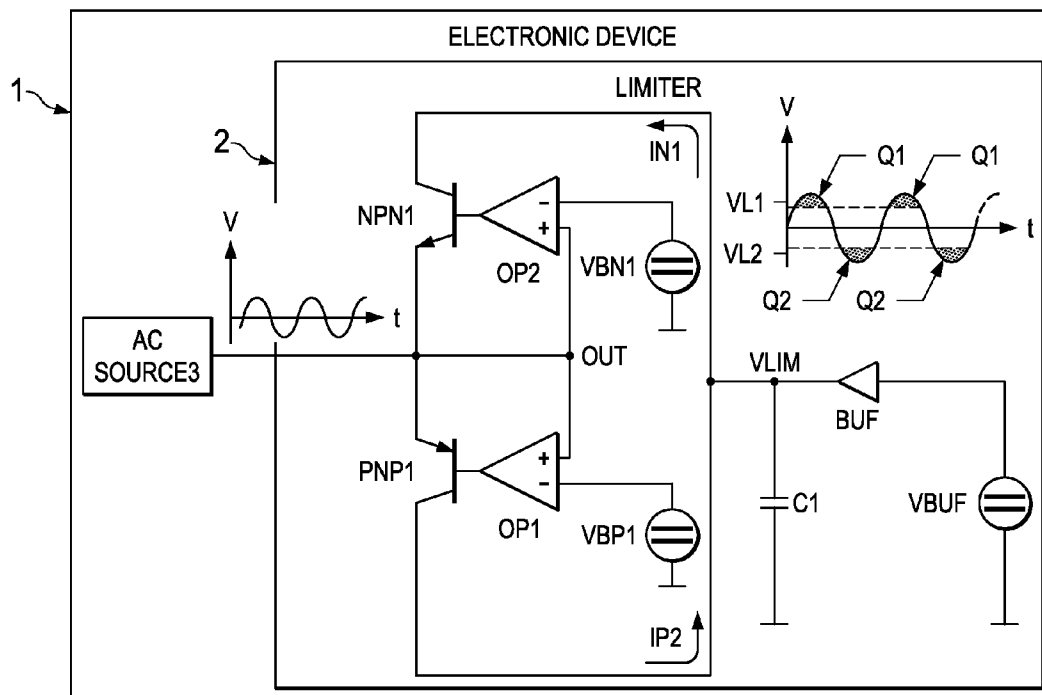 ELECTRONIC DEVICE
1
LIMITER
2
IN1
V
Q1
Q1
NPN1
OP2
VBN1
VL1
VL2
t
Q2
Q2
V
t
AC
SOURCE3
OUT
VLIM
BUF
PNP1
OP1
VBP1
C1
VBUF
IP2